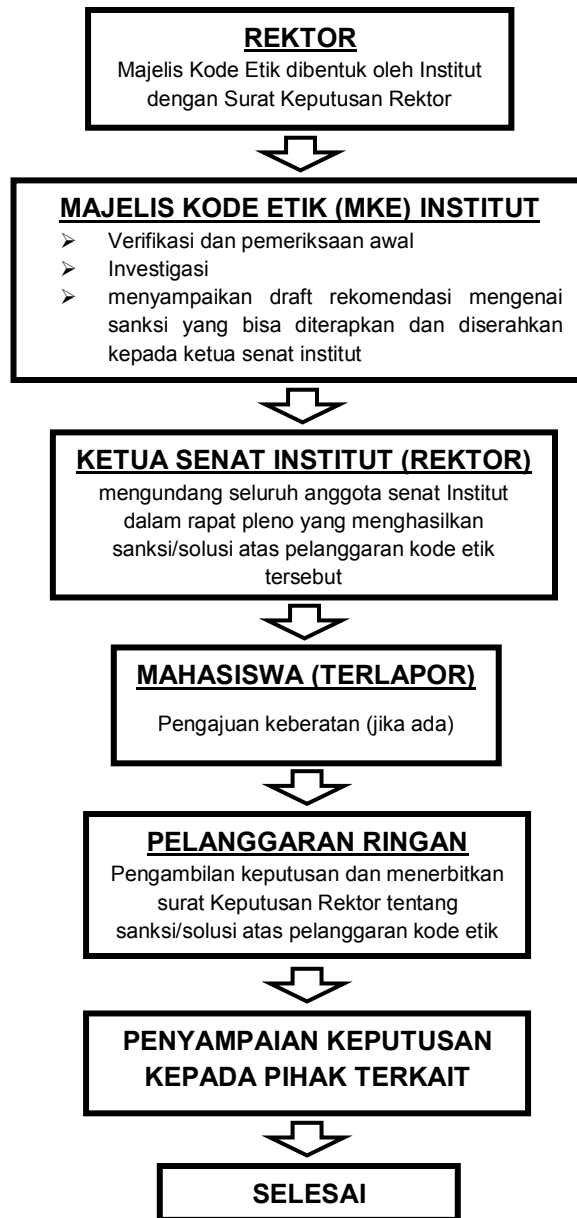 REKTOR
Majelis Kode Etik dibentuk oleh Institut
dengan Surat Keputusan Rektor
MAJELIS KODE ETIK (MKE) INSTITUT
➢ Verifikasi dan pemeriksaan awal
➢ Investigasi
➢ menyampaikan draft rekomendasi mengenai
sanksi yang bisa diterapkan dan diserahkan
kepada ketua senat institut
KETUA SENAT INSTITUT (REKTOR)
mengundang seluruh anggota senat Institut
dalam rapat pleno yang menghasilkan
sanksi/solusi atas pelanggaran kode etik
tersebut
MAHASISWA (TERLAPOR)
Pengajuan keberatan (jika ada)
PELANGGARAN RINGAN
Pengambilan keputusan dan menerbitkan
surat Keputusan Rektor tentang
sanksi/solusi atas pelanggaran kode etik
PENYAMPAIAN KEPUTUSAN
KEPADA PIHAK TERKAIT
SELESAI